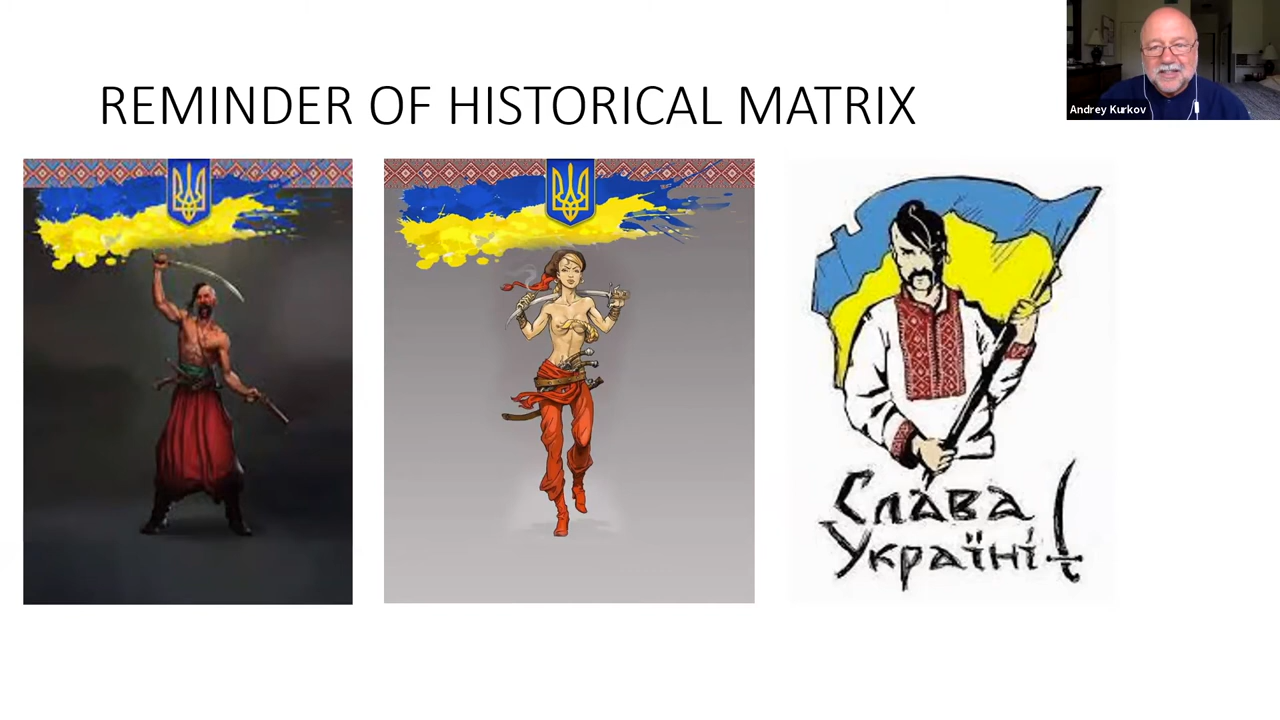 REMINDER OF HISTORICAL MATRIX
Andrey Kurkov
Слава
Україні!